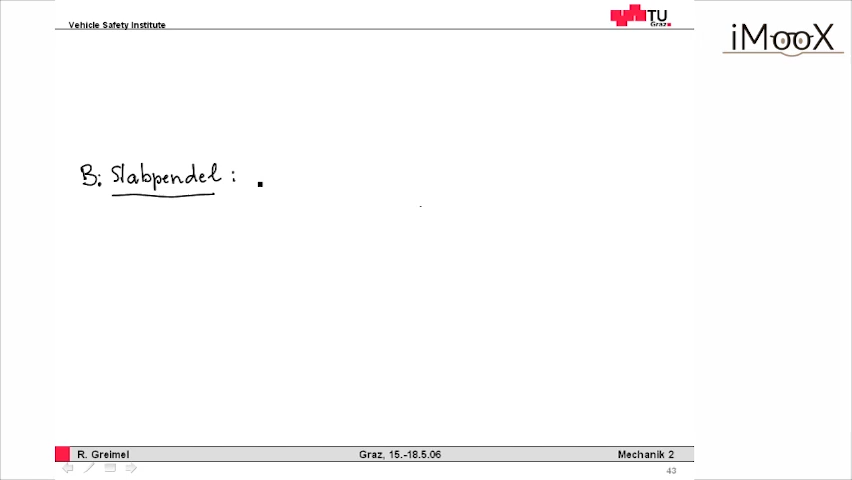 Vehicle Safety Institute
TU
Graz
iMooX
B: Stabpendel :
R. Greimel
Graz, 15.-18.5.06
Mechanik 2
43